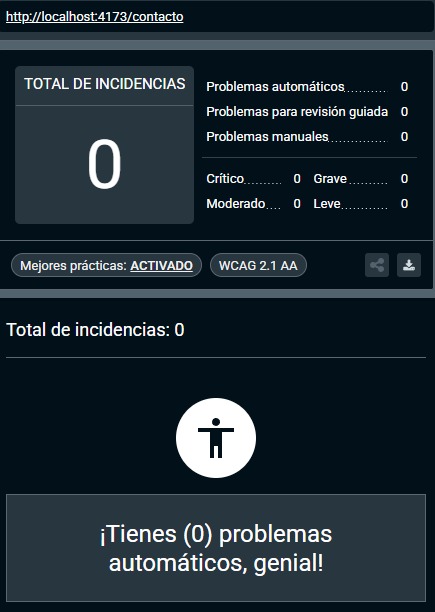 http://localhost:4173/contacto
TOTAL DE INCIDENCIAS
0
Problemas automáticos 0
Problemas para revisión guiada 0
Problemas manuales 0
Crítico 0 Grave 0
Moderado 0 Leve 0
Mejores prácticas: ACTIVADO WCAG 2.1 AA
Total de incidencias: 0
¡Tienes (0) problemas
automáticos, genial!